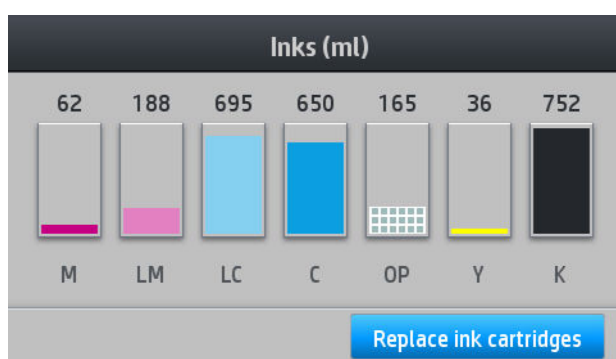 Inks (ml)
62 188 695 650 165 36 752
M LM LC C OP Y K
Replace ink cartridges